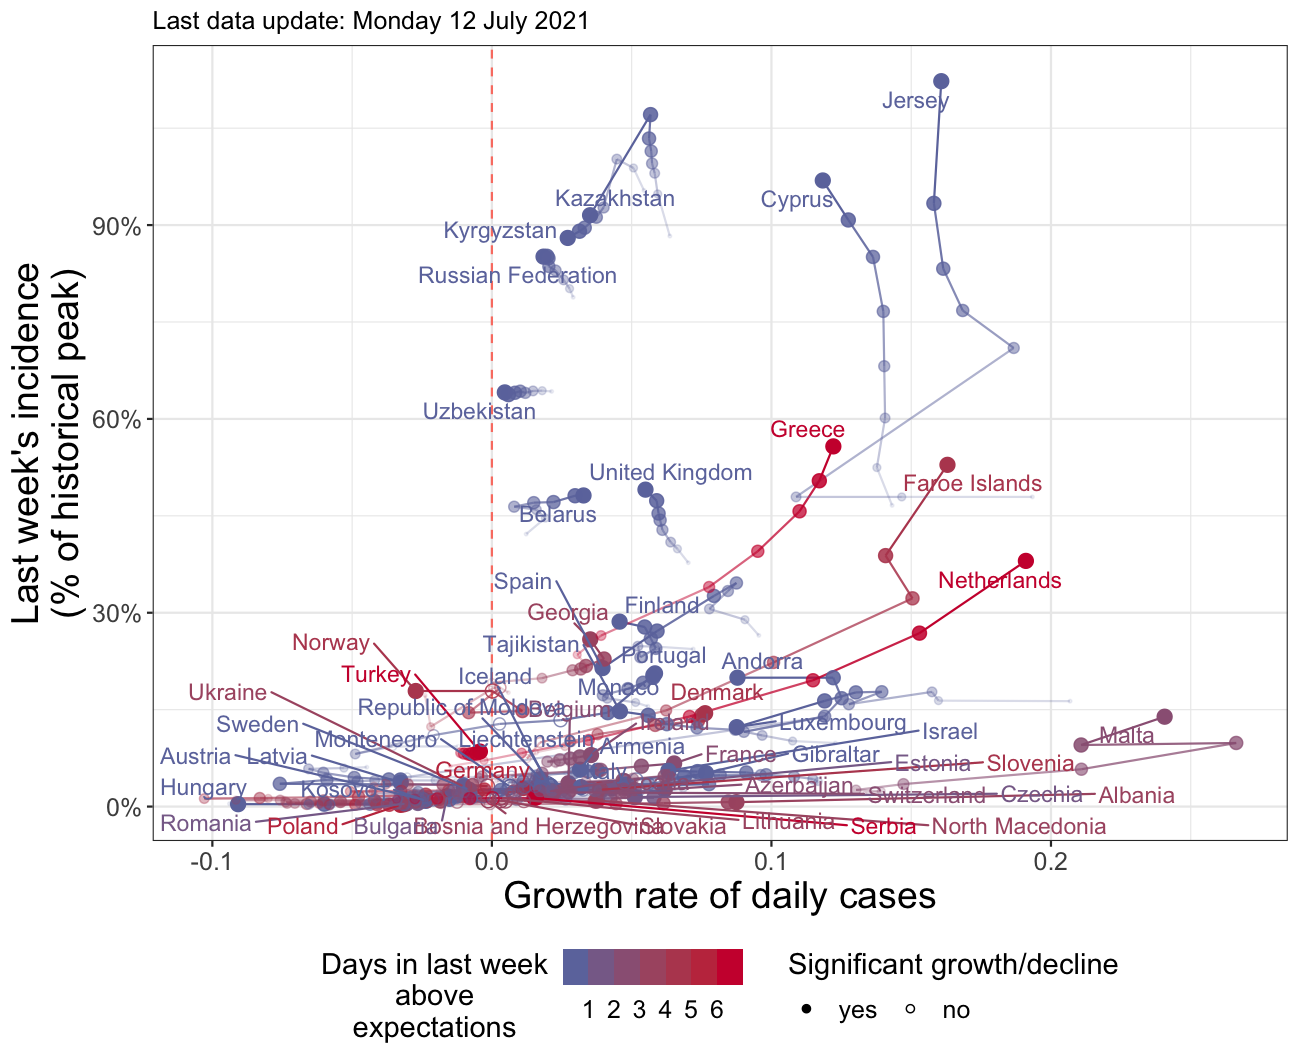 Last data update: Monday 12 July 2021
Last week's incidence
(% of historical peak)
90%
60%
30%
0%
Jersey
Kazakhstan
Cyprus
Kyrgyzstan
Russian Federation
Uzbekistan
Greece
United Kingdom
Faroe Islands
Belarus
Spain
Netherlands
Finland
Georgia
Norway
Tajikistan
Portugal
Andorra
Turkey
Iceland
Monaco
Denmark
Ukraine
Republic of Moldova
Belgium
Sweden
Luxembourg
Israel
Malta
Montenegro
Liechtenstein
Armenia
Austria
Latvia
France
Gibraltar
Estonia
Slovenia
Germany
Hungary
Kosovo
Azerbaijan
Switzerland
Czechia
Albania
Romania
Poland
Bulgaria
Bosnia and Herzegovina
Slovakia
Lithuania
Serbia
North Macedonia
-0.1
0.0
0.1
0.2
Growth rate of daily cases
Days in last week
above
expectations
1 2 3 4 5 6
Significant growth/decline
yes
no